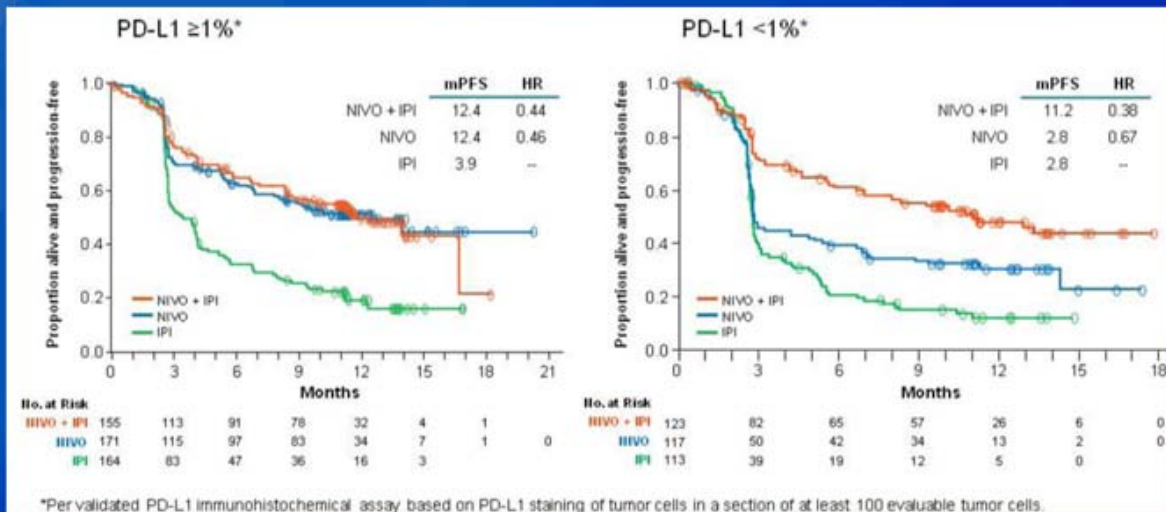 PD-L1 ≥1%*
Proportion alive and progression-free
1.0
0.8
0.6
0.4
0.2
0.0
mPFS HR
NIVO + IPI 12.4 0.44
NIVO 12.4 0.46
IPI 3.9 --
NIVO + IPI
NIVO
IPI
0 3 6 9 12 15 18 21
Months
No. at Risk
NIVO + IPI 155 113 91 78 32 4 1
NIVO 171 115 97 83 34 7 1 0
IPI 164 83 47 36 16 3
PD-L1 <1%*
Proportion alive and progression-free
1.0
0.8
0.6
0.4
0.2
0.0
mPFS HR
NIVO + IPI 11.2 0.38
NIVO 2.8 0.67
IPI 2.8 --
NIVO + IPI
NIVO
IPI
0 3 6 9 12 15 18
Months
No. at Risk
NIVO + IPI 123 82 65 57 26 6 0
NIVO 117 50 42 34 13 2 0
IPI 113 39 19 12 5 0
*Per validated PD-L1 immunohistochemical assay based on PD-L1 staining of tumor cells in a section of at least 100 evaluable tumor cells.